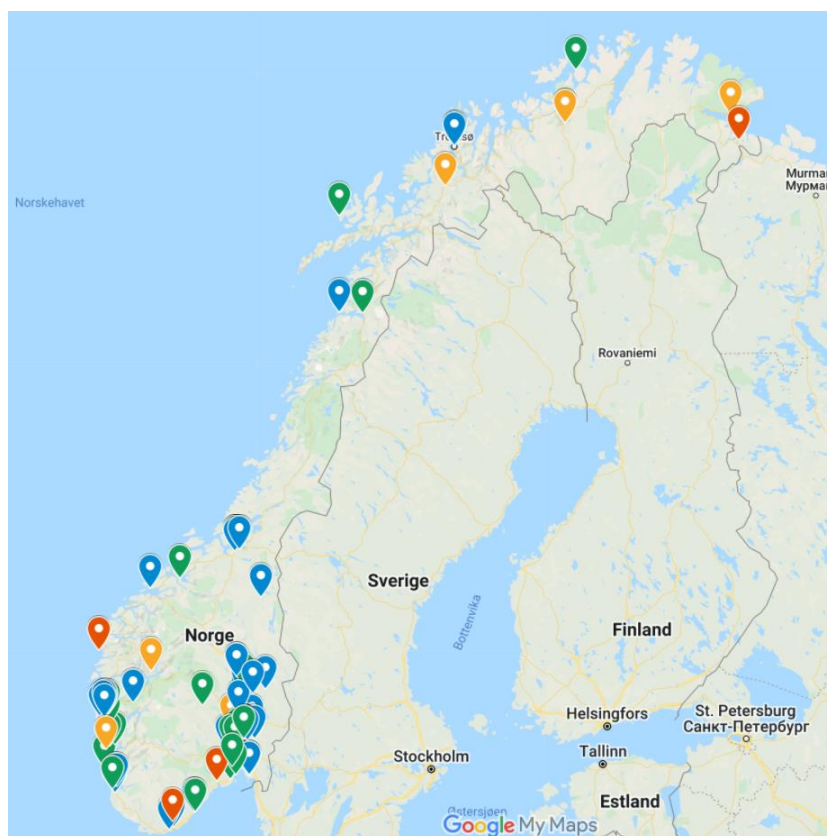 Norskehavet
Murman
Мурман
Rovaniemi
Sverige
Bottenvika
Norge
Finland
Helsingfors
St. Petersburg
Санкт-Петербург
Stockholm
Tallinn
Østersjøen
Estland
Google My Maps